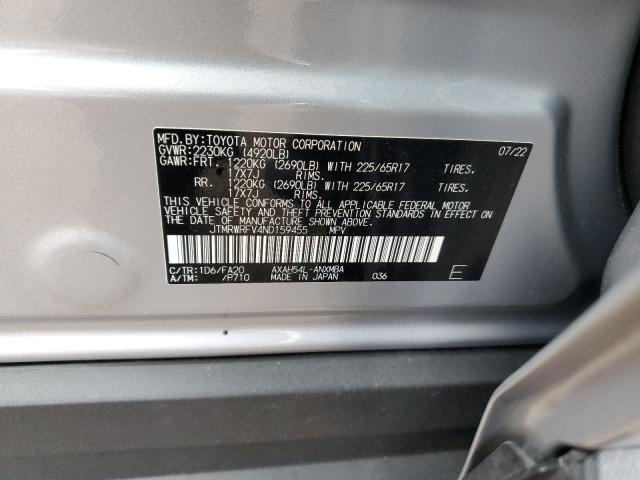 MFD.BY:TOYOTA MOTOR CORPORATION 07/22
GVWR:2230KG (4920LB)
GAWR:FRT. 1220KG (2690LB) WITH 225/65R17 TIRES.
17X7J RIMS.
RR. 1220KG (2690LB) WITH 225/65R17 TIRES.
17X7J RIMS.
THIS VEHICLE CONFORMS TO ALL APPLICABLE FEDERAL MOTOR
VEHICLE SAFETY AND THEFT PREVENTION STANDARDS IN EFFECT ON
THE DATE OF MANUFACTURE SHOWN ABOVE.
JTMRWRFV4ND159455 MPV
C/TR:1D6/FA20 AXAH54L-ANXMBA
A/TM: /P710 MADE IN JAPAN 036 E